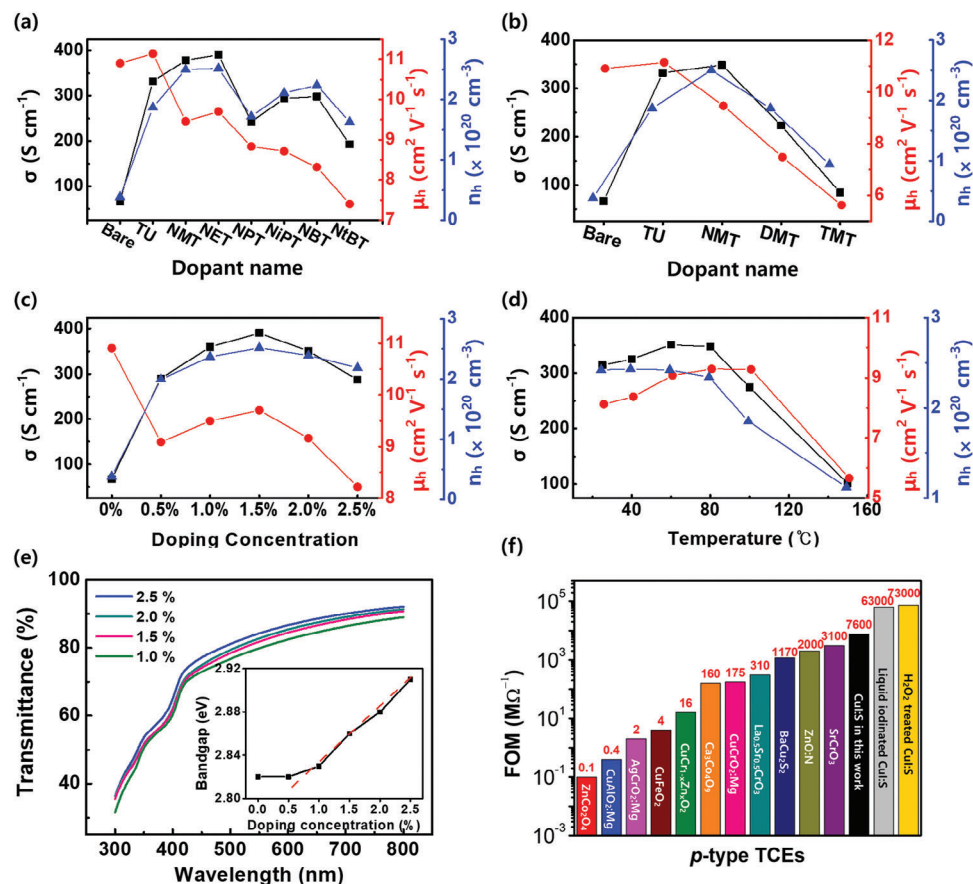 (a)
400
300
200
100
σ (S cm⁻¹)
11
10
9
8
7
μh (cm² V⁻¹ s⁻¹)
3
2
1
0
nh (× 10²⁰ cm⁻³)
Bare TU NMT NET NPT NiPT NBT NtBT
Dopant name
(b)
400
300
200
100
σ (S cm⁻¹)
12
10
8
6
μh (cm² V⁻¹ s⁻¹)
3
2
1
0
nh (× 10²⁰ cm⁻³)
Bare TU NMT DMT TMT
Dopant name
(c)
400
300
200
100
σ (S cm⁻¹)
11
10
9
8
μh (cm² V⁻¹ s⁻¹)
3
2
1
0
nh (× 10²⁰ cm⁻³)
0% 0.5% 1.0% 1.5% 2.0% 2.5%
Doping Concentration
(d)
400
350
300
250
200
150
100
σ (S cm⁻¹)
11
9
7
5
μh (cm² V⁻¹ s⁻¹)
3
2
1
nh (× 10²⁰ cm⁻³)
40 80 120 160
Temperature (℃)
(e)
100
80
60
40
20
Transmittance (%)
2.5 %
2.0 %
1.5 %
1.0 %
2.92
2.88
2.84
2.80
Bandgap (eV)
0.0 0.5 1.0 1.5 2.0 2.5
Doping concentration (%)
300 400 500 600 700 800
Wavelength (nm)
(f)
10⁵
10³
10¹
10⁻¹
10⁻³
FOM (MΩ⁻¹)
0.1
ZnCo₂O₄
0.4
CuAlO₂:Mg
2
AgCrO₂:Mg
4
CuFeO₂
16
CuCr₁₋ₓZnₓO₂
160
Ca₃Co₄O₉
175
CuCrO₂:Mg
310
La₀.₅Sr₀.₅CrO₃
1170
BaCu₂S₂
2000
ZnO:N
3100
SrCrO₃
7600
CuI:S in this work
63000
Liquid iodinated CuI:S
73000
H₂O₂ treated CuI:S
p-type TCEs